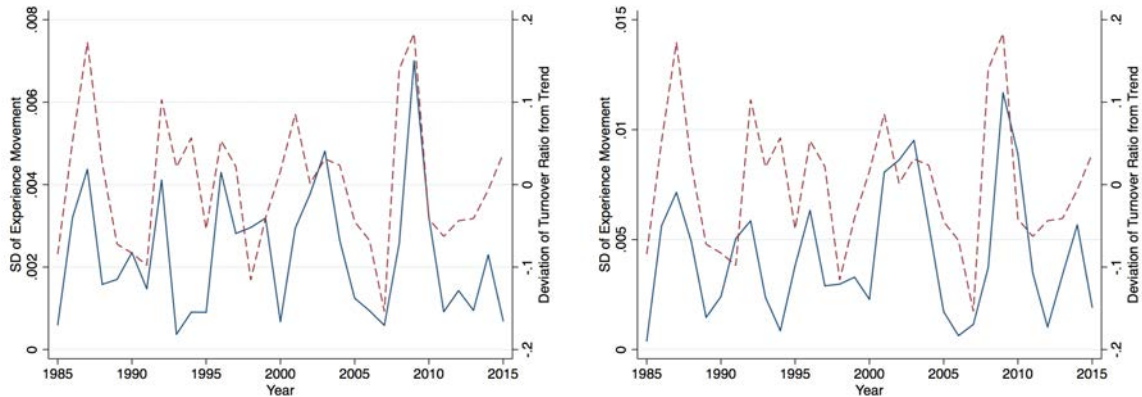 SD of Experience Movement
.008
.006
.004
.002
0
Deviation of Turnover Ratio from Trend
.2
.1
0
-.1
-.2
1985 1990 1995 2000 2005 2010 2015
Year
SD of Experience Movement
.015
.01
.005
0
Deviation of Turnover Ratio from Trend
.2
.1
0
-.1
-.2
1985 1990 1995 2000 2005 2010 2015
Year